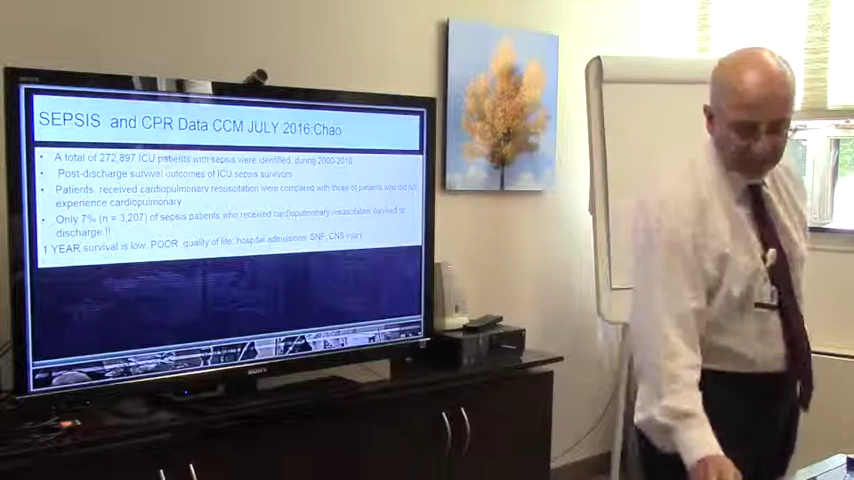 SEPSIS and CPR Data CCM JULY 2016:Chao
• A total of 272,897 ICU patients with sepsis were identified, during 2000-2010
• Post-discharge survival outcomes of ICU sepsis survivors
• Patients received cardiopulmonary resuscitation were compared with those of patients who did not
experience cardiopulmonary
• Only 7% (n = 3,207) of sepsis patients who received cardiopulmonary resuscitation survived to
discharge.!!
1 YEAR survival is low, POOR quality of life: hospital admissions, SNF, CNS injury
SONY